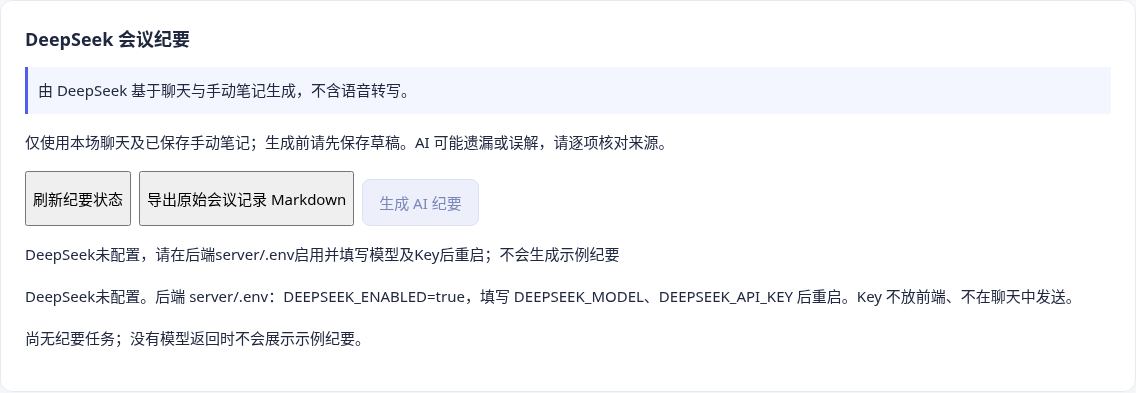 DeepSeek 会议纪要
由 DeepSeek 基于聊天与手动笔记生成，不含语音转写。
仅使用本场聊天及已保存手动笔记；生成前请先保存草稿。AI 可能遗漏或误解，请逐项核对来源。
刷新纪要状态 导出原始会议记录 Markdown 生成 AI 纪要
DeepSeek未配置，请在后端server/.env启用并填写模型及Key后重启；不会生成示例纪要
DeepSeek未配置。后端 server/.env：DEEPSEEK_ENABLED=true，填写 DEEPSEEK_MODEL、DEEPSEEK_API_KEY 后重启。Key 不放前端、不在聊天中发送。
尚无纪要任务；没有模型返回时不会展示示例纪要。